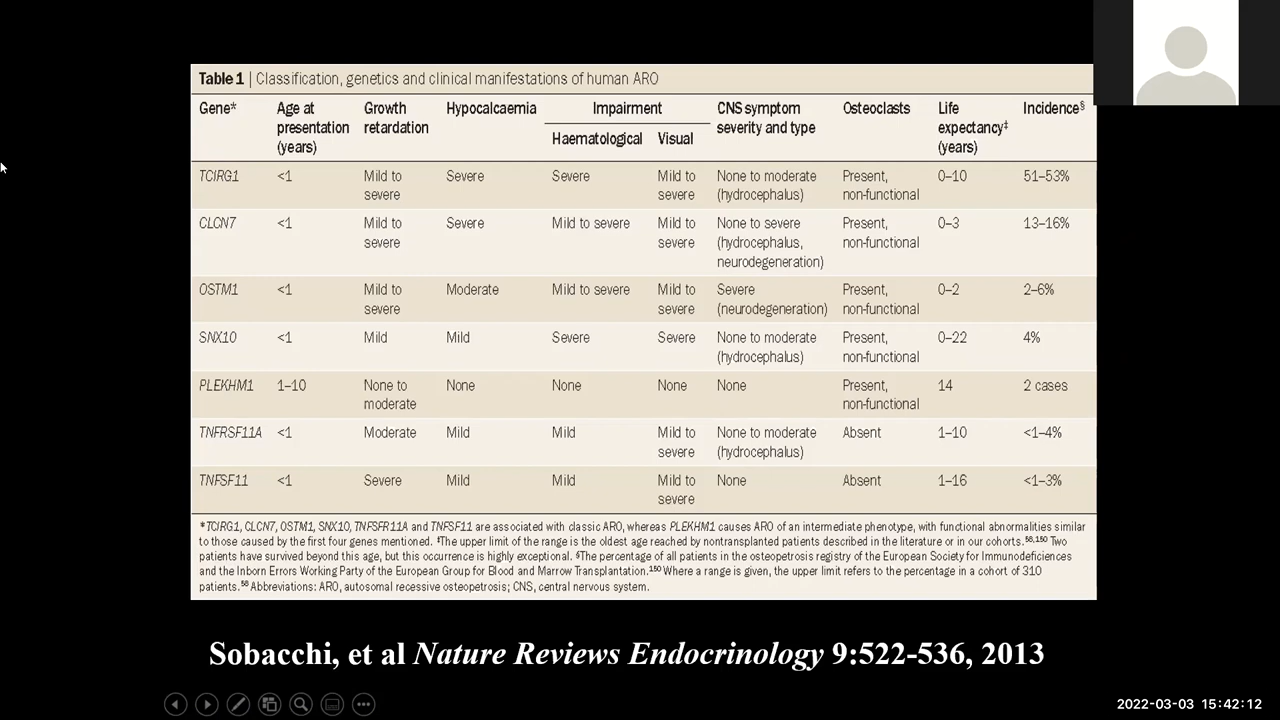 Table 1 | Classification, genetics and clinical manifestations of human ARO
Gene* Age at presentation (years) Growth retardation Hypocalcaemia Impairment Haematological Visual CNS symptom severity and type Osteoclasts Life expectancy‡ (years) Incidence§
TCIRG1 <1 Mild to severe Severe Severe Mild to severe None to moderate (hydrocephalus) Present, non-functional 0–10 51–53%
CLCN7 <1 Mild to severe Severe Mild to severe Mild to severe None to severe (hydrocephalus, neurodegeneration) Present, non-functional 0–3 13–16%
OSTM1 <1 Mild to severe Moderate Mild to severe Mild to severe Severe (neurodegeneration) Present, non-functional 0–2 2–6%
SNX10 <1 Mild Mild Severe Severe None to moderate (hydrocephalus) Present, non-functional 0–22 4%
PLEKHM1 1–10 None to moderate None None None None Present, non-functional 14 2 cases
TNFRSF11A <1 Moderate Mild Mild Mild to severe None to moderate (hydrocephalus) Absent 1–10 <1–4%
TNFSF11 <1 Severe Mild Mild Mild to severe None Absent 1–16 <1–3%
*TCIRG1, CLCN7, OSTM1, SNX10, TNFSFR11A and TNFSF11 are associated with classic ARO, whereas PLEKHM1 causes ARO of an intermediate phenotype, with functional abnormalities similar
to those caused by the first four genes mentioned. ‡The upper limit of the range is the oldest age reached by nontransplanted patients described in the literature or in our cohorts.58,150 Two
patients have survived beyond this age, but this occurrence is highly exceptional. §The percentage of all patients in the osteopetrosis registry of the European Society for Immunodeficiencies
and the Inborn Errors Working Party of the European Group for Blood and Marrow Transplantation.150 Where a range is given, the upper limit refers to the percentage in a cohort of 310
patients.58 Abbreviations: ARO, autosomal recessive osteopetrosis; CNS, central nervous system.
Sobacchi, et al Nature Reviews Endocrinology 9:522-536, 2013
2022-03-03 15:42:12